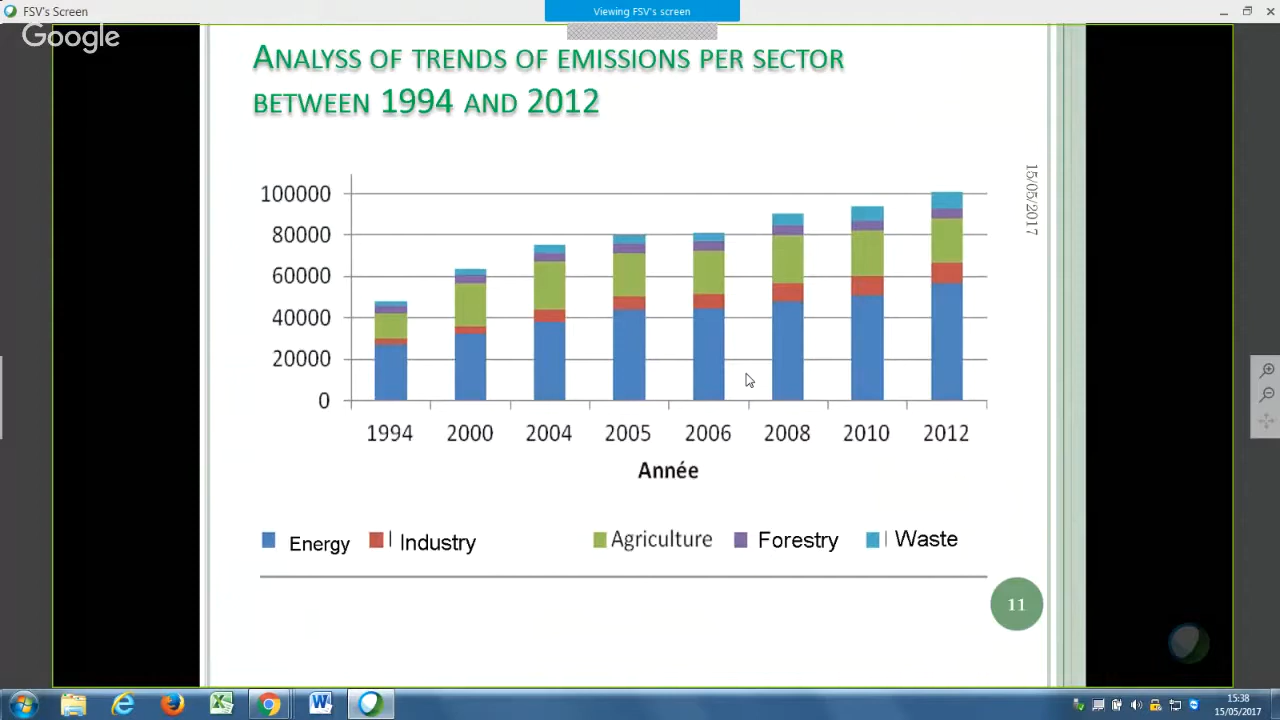 FSV's Screen
Viewing FSV's screen
Google
ANALYSS OF TRENDS OF EMISSIONS PER SECTOR
BETWEEN 1994 AND 2012
15/05/2017
100000
80000
60000
40000
20000
0
1994 2000 2004 2005 2006 2008 2010 2012
Année
Energy Industry Agriculture Forestry Waste
11
15:38
15/05/2017